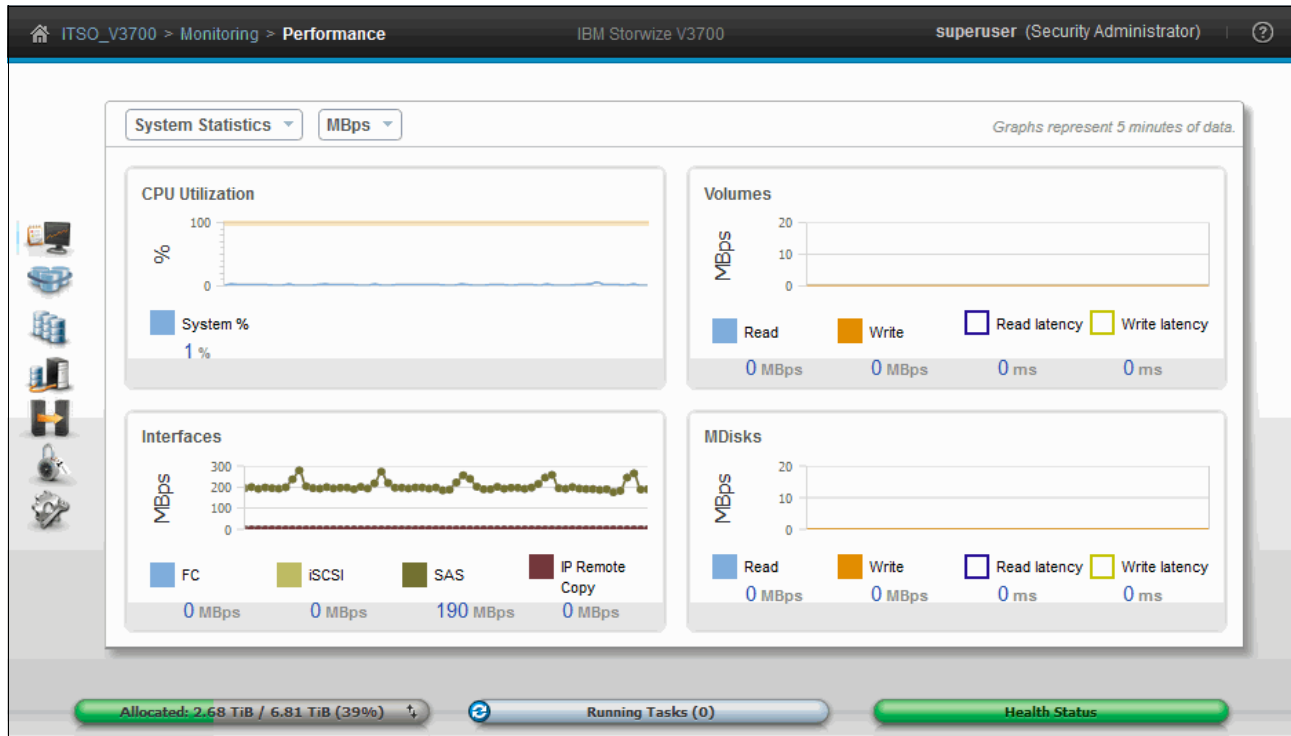 ITSO_V3700 > Monitoring > Performance
IBM Storwize V3700
superuser (Security Administrator)
?
System Statistics
MBps
Graphs represent 5 minutes of data.
CPU Utilization
%
100
0
System %
1 %
Volumes
MBps
20
10
0
Read
Write
Read latency
Write latency
0 MBps
0 MBps
0 ms
0 ms
Interfaces
MBps
300
200
100
0
FC
iSCSI
SAS
IP Remote
Copy
0 MBps
0 MBps
190 MBps
0 MBps
MDisks
MBps
20
10
0
Read
Write
Read latency
Write latency
0 MBps
0 MBps
0 ms
0 ms
Allocated: 2.68 TiB / 6.81 TiB (39%)
Running Tasks (0)
Health Status